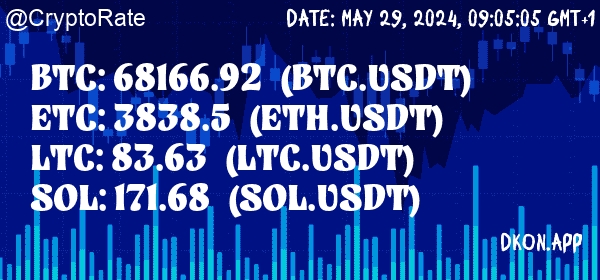 @CryptoRate
DATE: MAY 29, 2024, 09:05:05 GMT+1
BTC: 68166.92 (BTC.USDT)
ETC: 3838.5 (ETH.USDT)
LTC: 83.63 (LTC.USDT)
SOL: 171.68 (SOL.USDT)
DKON.APP